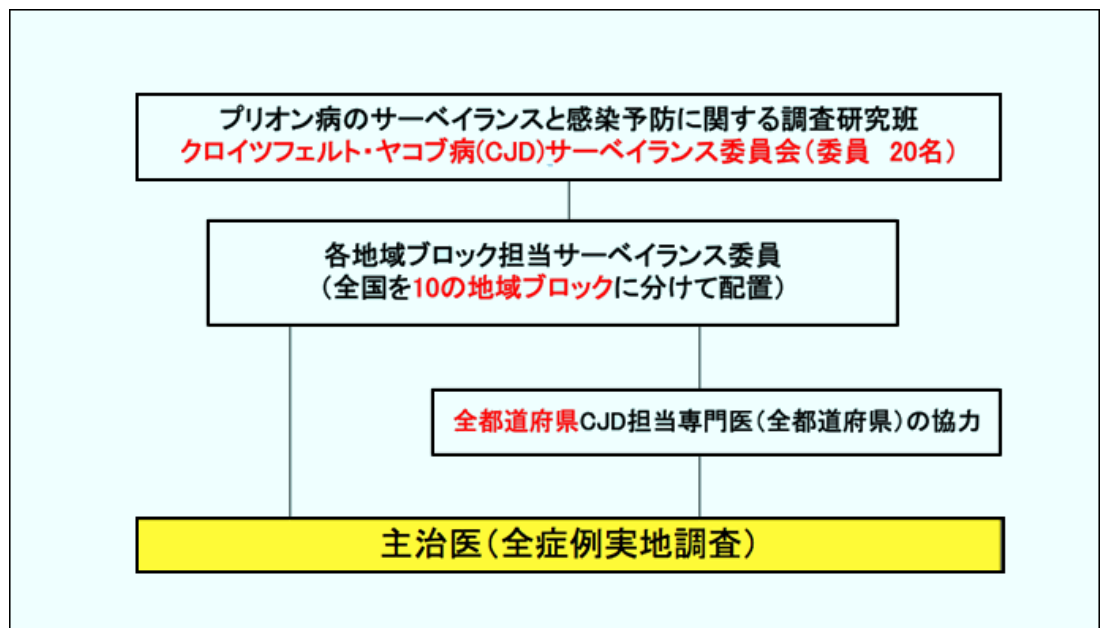 プリオン病のサーベイランスと感染予防に関する調査研究班
クロイツフェルト・ヤコブ病(CJD)サーベイランス委員会(委員　20名)
各地域ブロック担当サーベイランス委員
(全国を10の地域ブロックに分けて配置)
全都道府県CJD担当専門医(全都道府県)の協力
主治医(全症例実地調査)